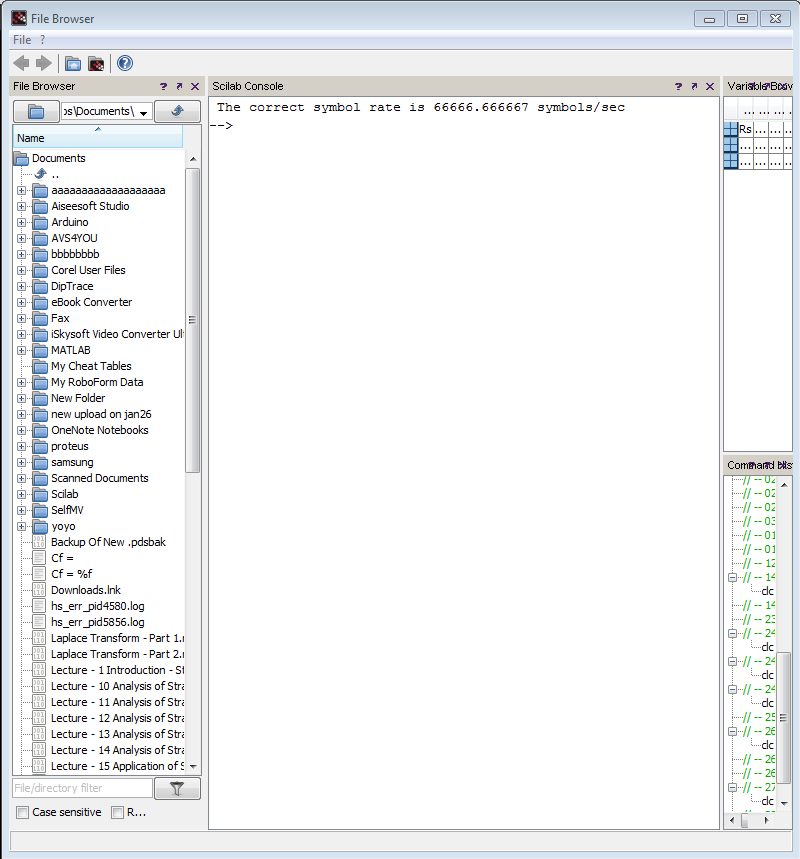 File Browser
File ?
File Browser ? ↗ ×
os\Documents\
Name
Documents
..
aaaaaaaaaaaaaaaaaaa
Aiseesoft Studio
Arduino
AVS4YOU
bbbbbbbb
Corel User Files
DipTrace
eBook Converter
Fax
iSkysoft Video Converter Ul
MATLAB
My Cheat Tables
My RoboForm Data
New Folder
new upload on jan26
OneNote Notebooks
proteus
samsung
Scanned Documents
Scilab
SelfMV
yoyo
Backup Of New .pdsbak
Cf =
Cf = %f
Downloads.lnk
hs_err_pid4580.log
hs_err_pid5856.log
Laplace Transform - Part 1.
Laplace Transform - Part 2.
Lecture - 1 Introduction - St
Lecture - 10 Analysis of Stra
Lecture - 11 Analysis of Stra
Lecture - 12 Analysis of Stra
Lecture - 13 Analysis of Stra
Lecture - 14 Analysis of Stra
Lecture - 15 Application of S
File/directory filter
Case sensitive R...
Scilab Console ? ↗ ×
The correct symbol rate is 66666.666667 symbols/sec
-->
... ... ... ...
Rs ... ... ...
... ... ... ...
... ... ... ...
// -- 02
// -- 02
// -- 02
// -- 03
// -- 01
// -- 01
// -- 12
// -- 14
clc
// -- 14
// -- 23
// -- 24
clc
// -- 24
clc
// -- 24
clc
// -- 25
// -- 26
clc
// -- 26
// -- 26
// -- 27
clc